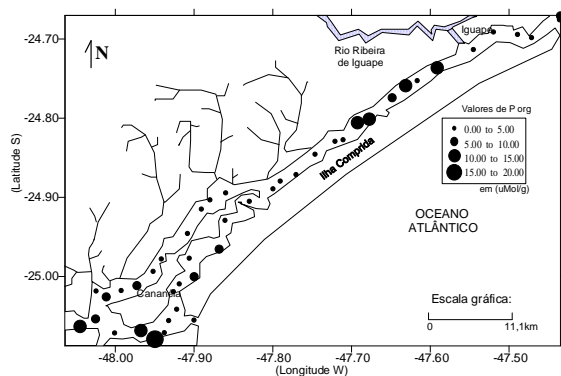 -24.70
-24.80
-24.90
-25.00
(Latitude S)
N
Rio Ribeira
de Iguape
Iguape
Valores de P org
0.00 to 5.00
5.00 to 10.00
10.00 to 15.00
15.00 to 20.00
em (uMol/g)
Ilha Comprida
OCEANO
ATLÂNTICO
Cananéia
Escala gráfica:
0 11,1km
-48.00 -47.90 -47.80 -47.70 -47.60 -47.50
(Longitude W)